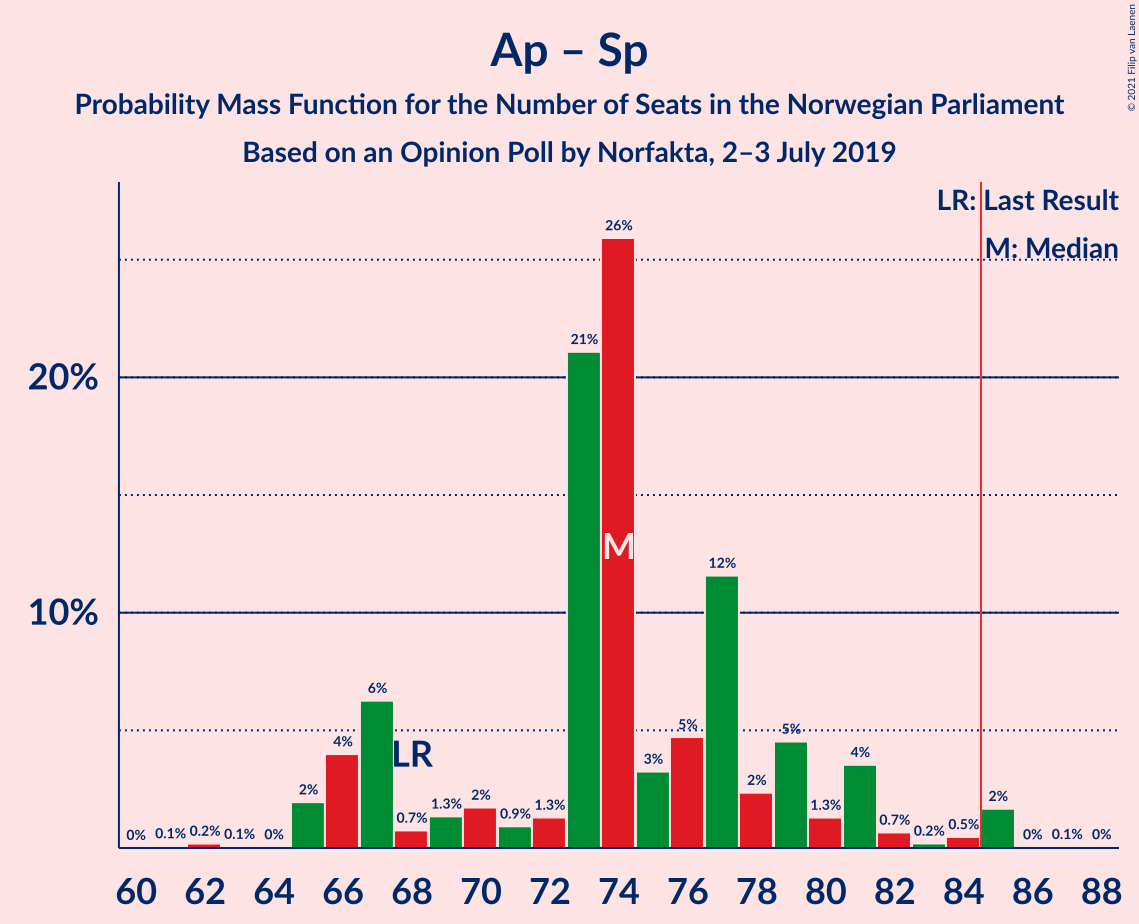 Ap – Sp
Probability Mass Function for the Number of Seats in the Norwegian Parliament
Based on an Opinion Poll by Norfakta, 2–3 July 2019
© 2021 Filip van Laenen
LR: Last Result
M: Median
20%
10%
0% 0.1% 0.2% 0.1% 0% 2% 4% 6% 0.7% 1.3% 2% 0.9% 1.3% 21% 26% 3% 5% 12% 2% 5% 1.3% 4% 0.7% 0.2% 0.5% 2% 0% 0.1% 0%
LR
M
60 62 64 66 68 70 72 74 76 78 80 82 84 86 88